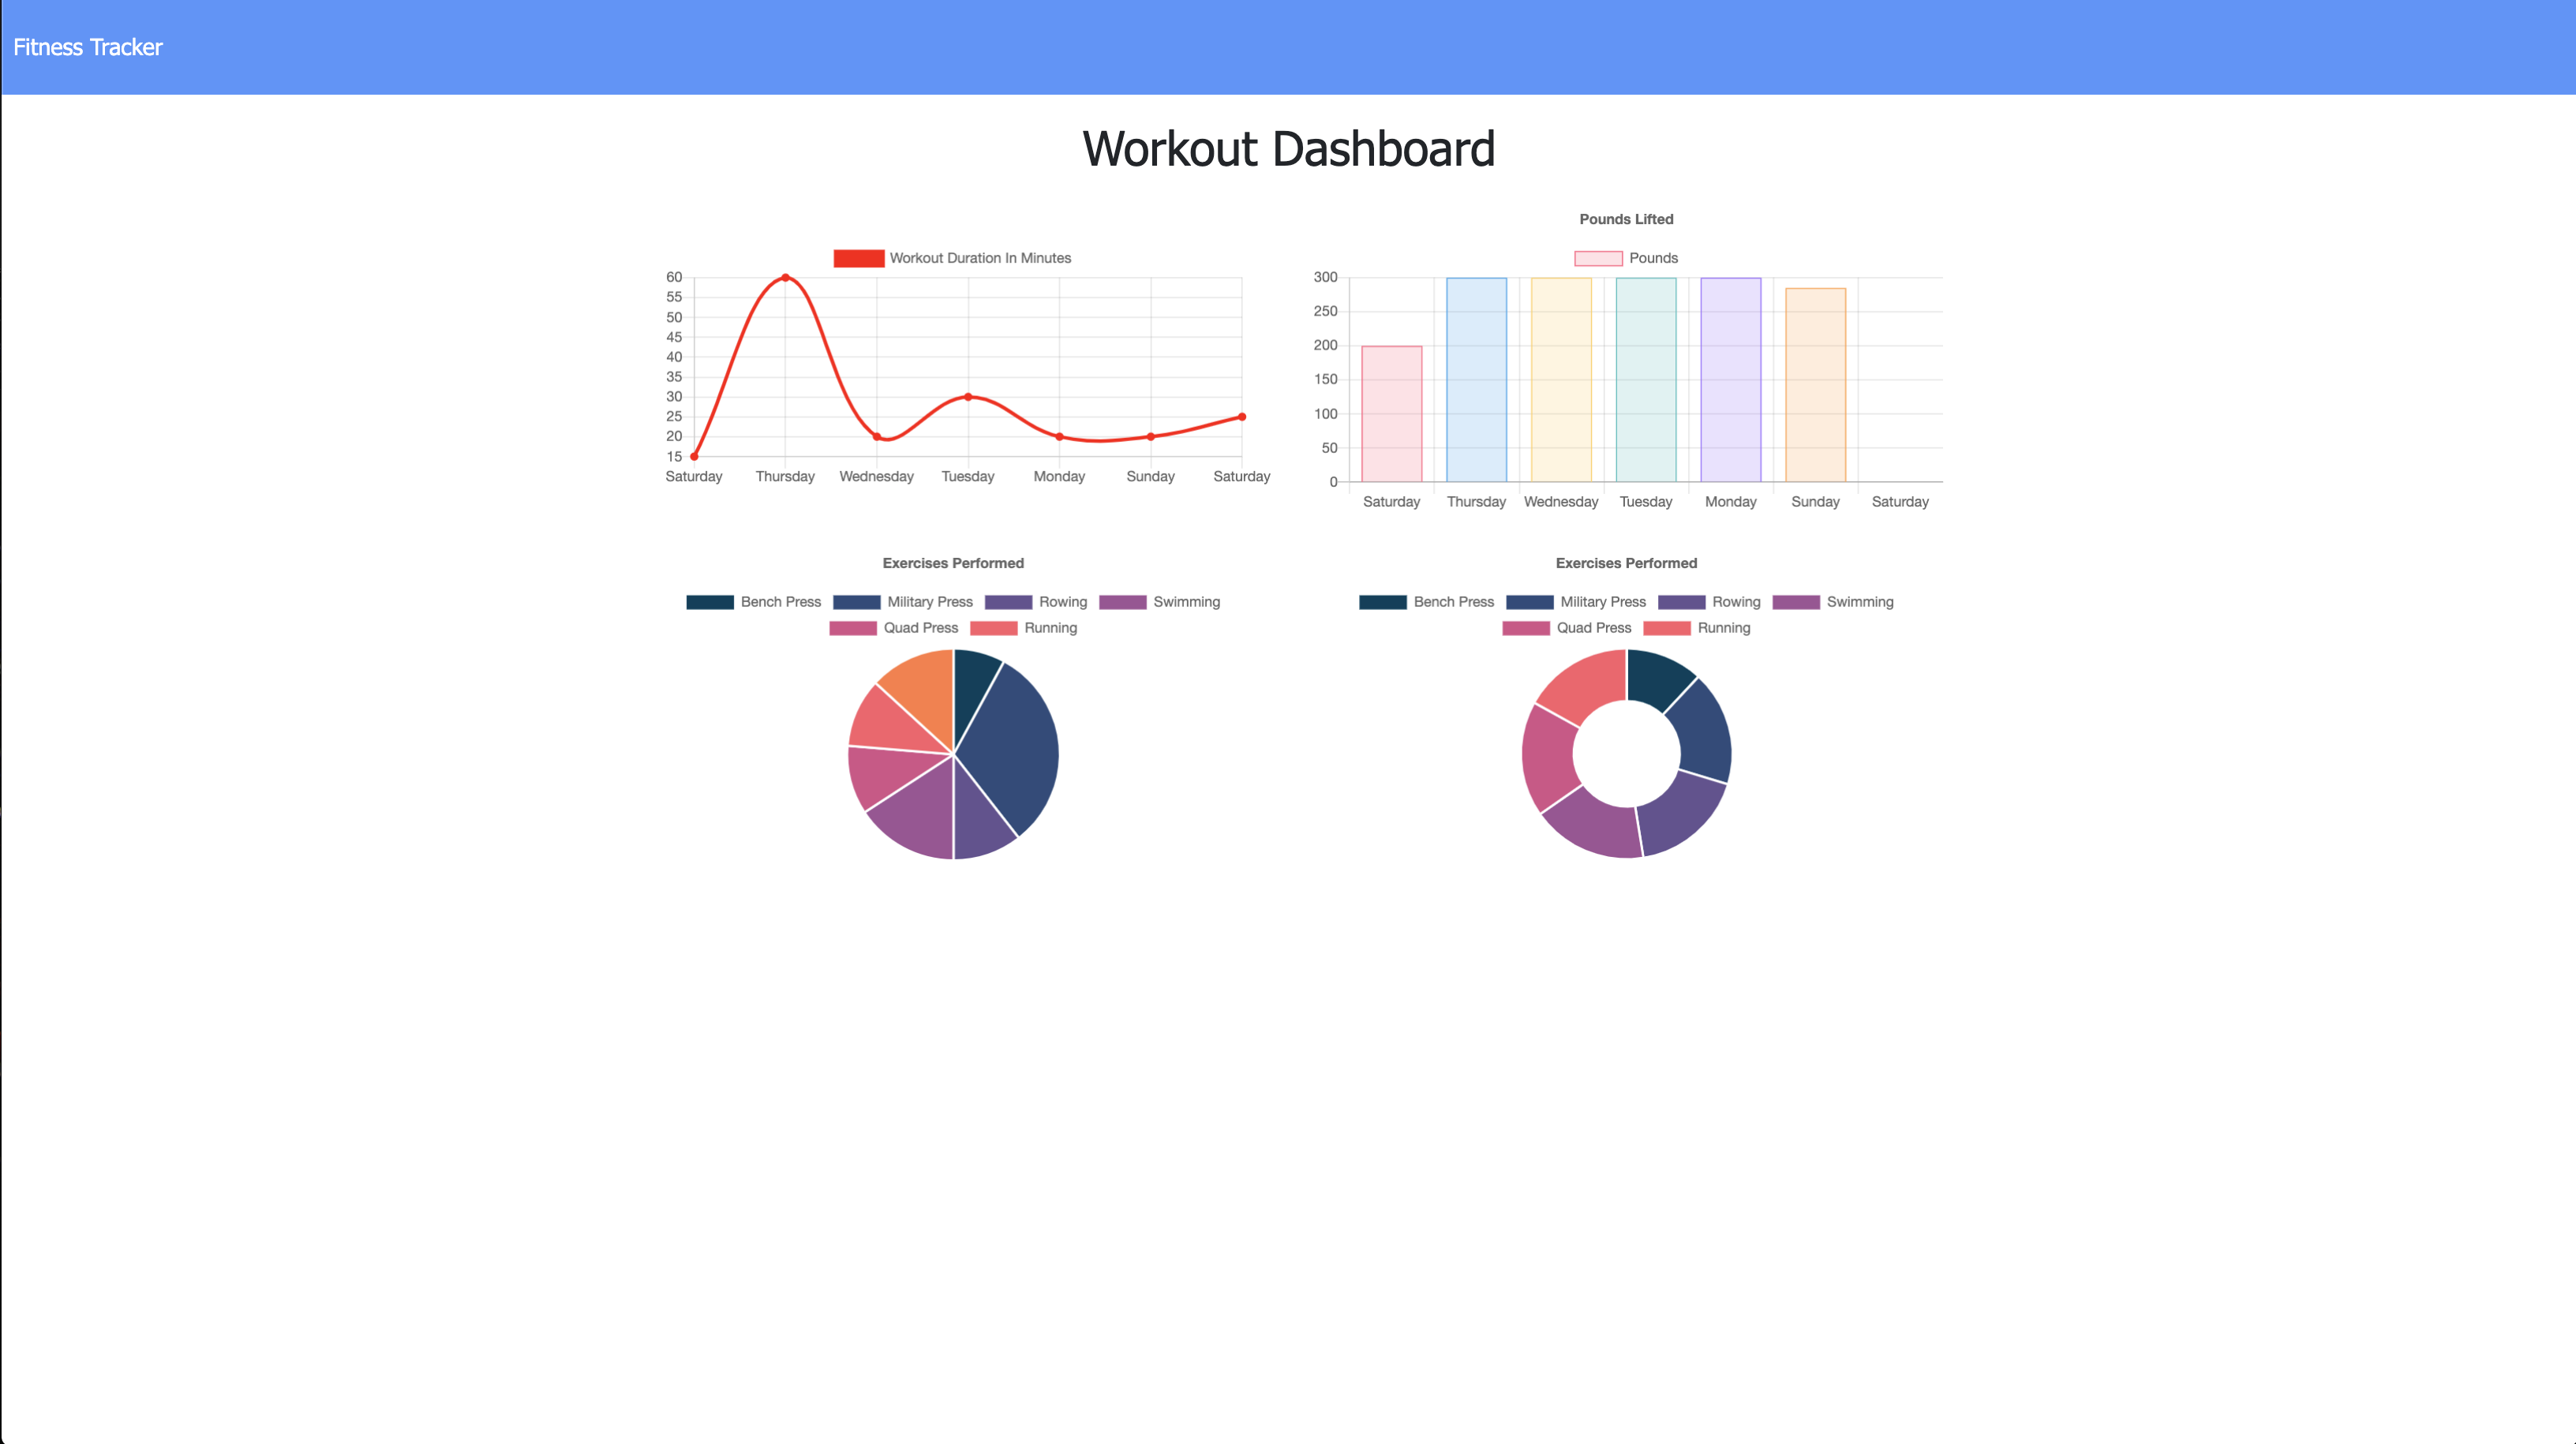 Fitness Tracker
Workout Dashboard
Workout Duration In Minutes
60
55
50
45
40
35
30
25
20
15
Saturday Thursday Wednesday Tuesday Monday Sunday Saturday
Pounds Lifted
Pounds
300
250
200
150
100
50
0
Saturday Thursday Wednesday Tuesday Monday Sunday Saturday
Exercises Performed
Bench Press Military Press Rowing Swimming
Quad Press Running
Exercises Performed
Bench Press Military Press Rowing Swimming
Quad Press Running